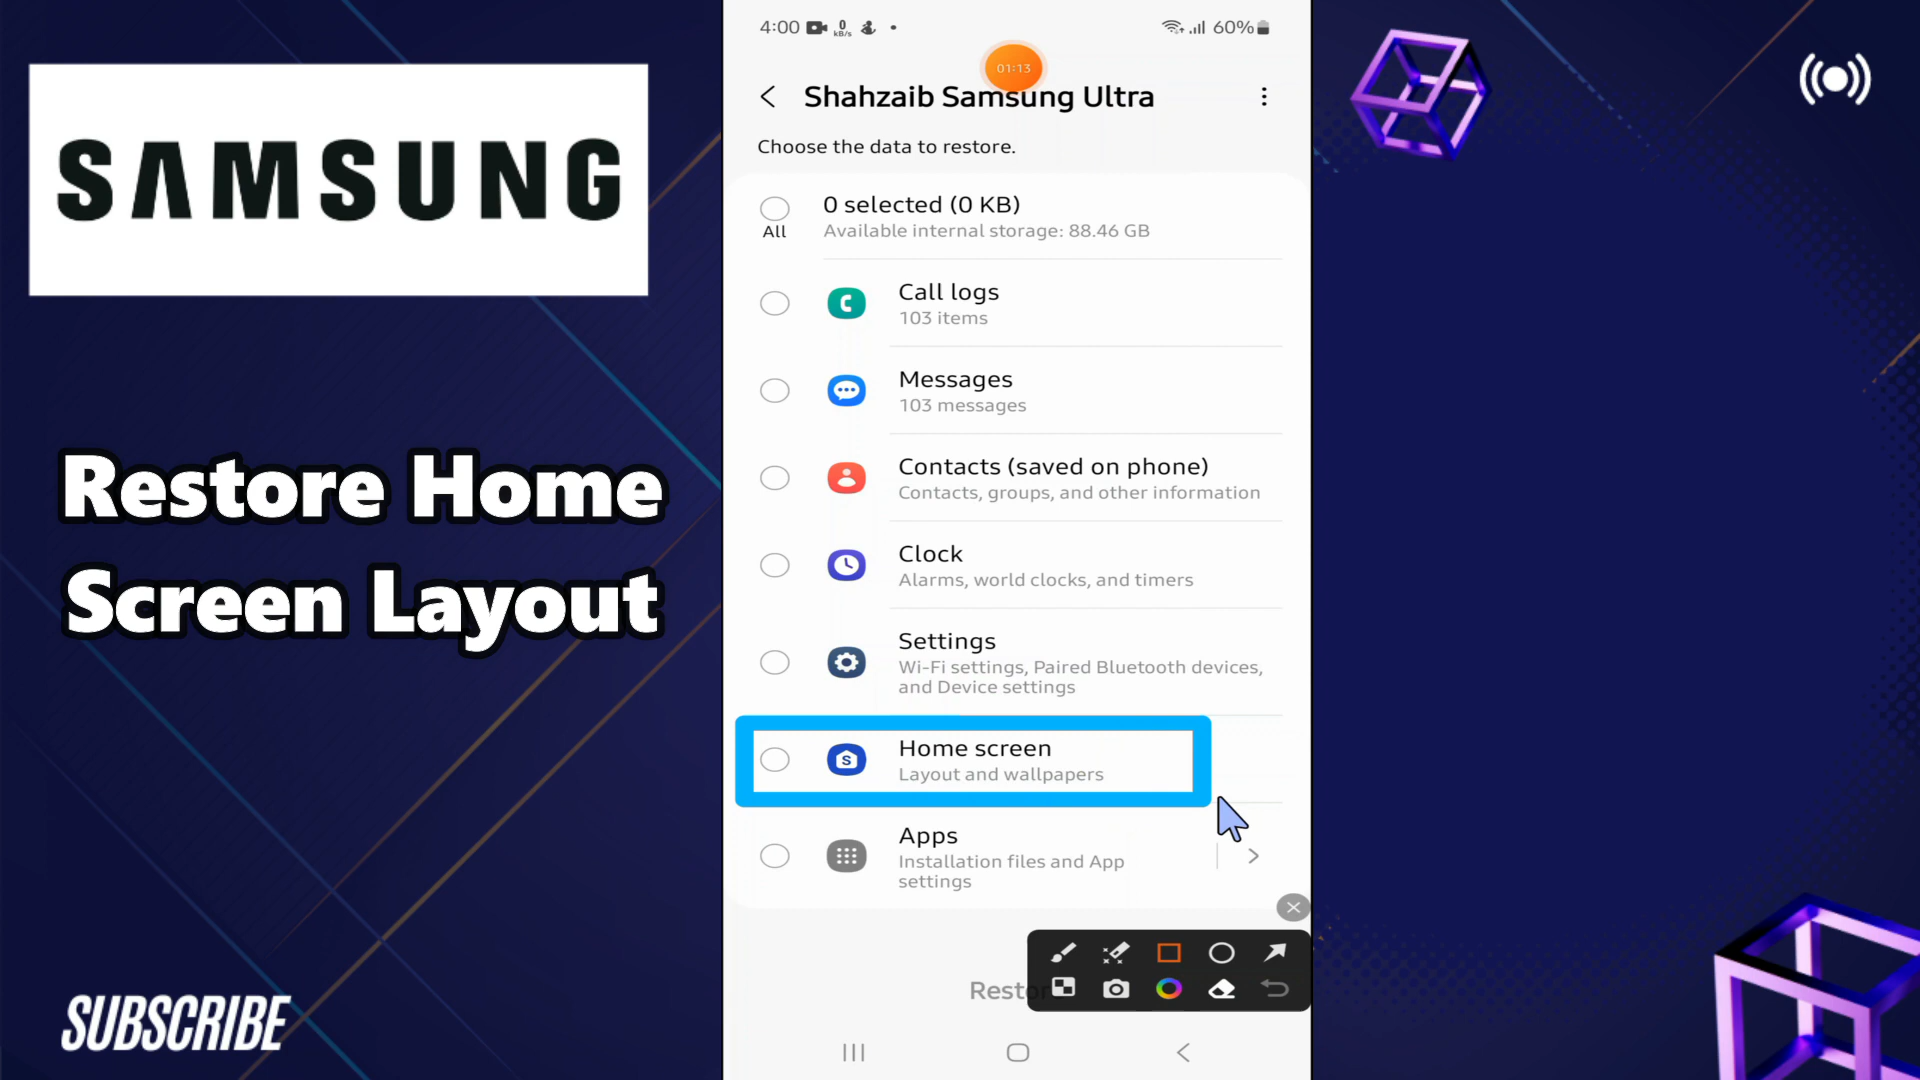 SAMSUNG
Restore Home
Screen Layout
SUBSCRIBE
4:00 0 kB/s 60%
01:13
Shahzaib Samsung Ultra
Choose the data to restore.
0 selected (0 KB)
All
Available internal storage: 88.46 GB
Call logs
103 items
Messages
103 messages
Contacts (saved on phone)
Contacts, groups, and other information
Clock
Alarms, world clocks, and timers
Settings
Wi-Fi settings, Paired Bluetooth devices,
and Device settings
Home screen
Layout and wallpapers
Apps
Installation files and App
settings